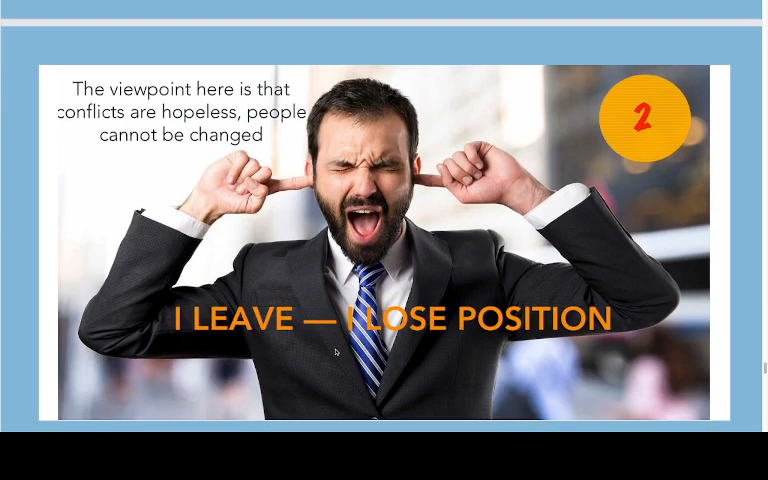 The viewpoint here is that
conflicts are hopeless, people
cannot be changed
2
I LEAVE — I LOSE POSITION